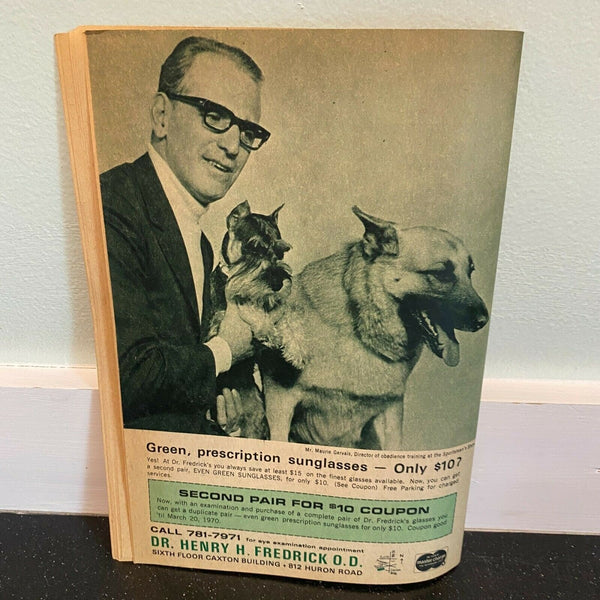 Mr. Maurie Gervais, Director of obedience training at the Sportsmen's
Green, prescription sunglasses — Only $10?
Yes! At Dr. Fredrick's you always save at least $15 on the finest glasses available. Now, you can get
a second pair, EVEN GREEN SUNGLASSES, for only $10. (See Coupon) Free Parking for charged
services.
SECOND PAIR FOR $10 COUPON
Now, with an examination and purchase of a complete pair of Dr. Fredrick's glasses you
can get a duplicate pair — even green prescription sunglasses for only $10. Coupon good
'til March 20, 1970.
CALL 781-7971 for eye examination appointment
DR. HENRY H. FREDRICK O.D.
SIXTH FLOOR CAXTON BUILDING • 812 HURON ROAD
master charge